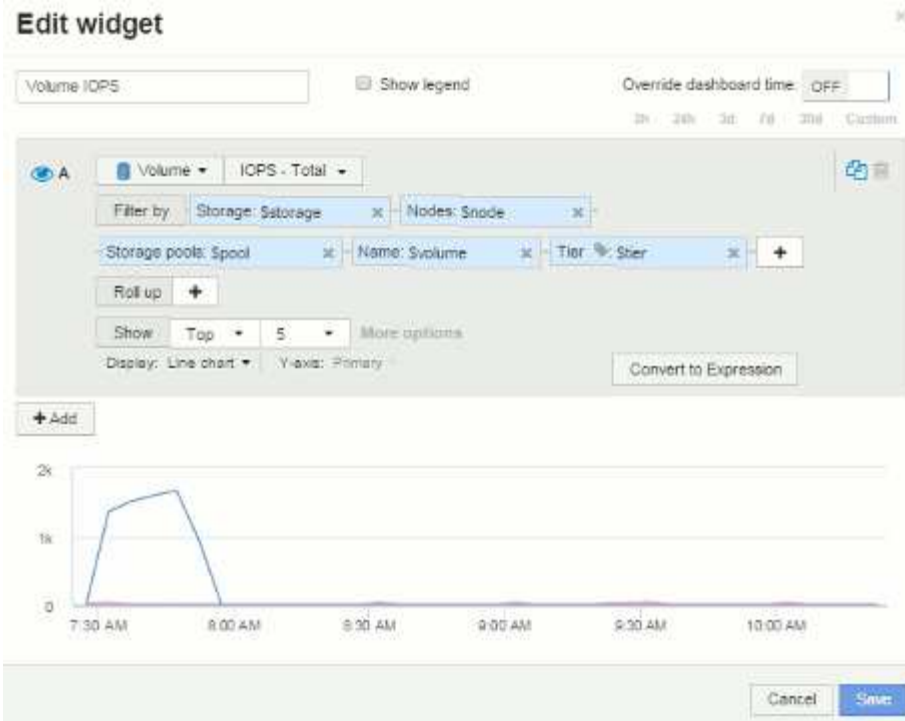 Edit widget
Volume IOPS Show legend Override dashboard time: OFF
3h 24h 3d 7d 30d Custom
A Volume IOPS - Total
Filter by Storage: $storage Nodes: $node
Storage pools: $pool Name: $volume Tier $tier +
Roll up +
Show Top 5 More options
Display: Line chart Y-axis: Primary
Convert to Expression
+ Add
2k
1k
0
7:30 AM 8:00 AM 8:30 AM 9:00 AM 9:30 AM 10:00 AM
Cancel Save